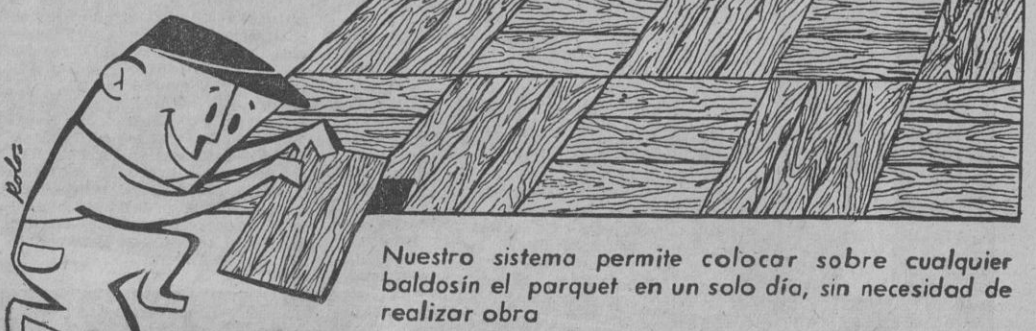 Nuestro sistema permite colocar sobre cualquier
baldosín el parquet en un solo día, sin necesidad de
realizar obra